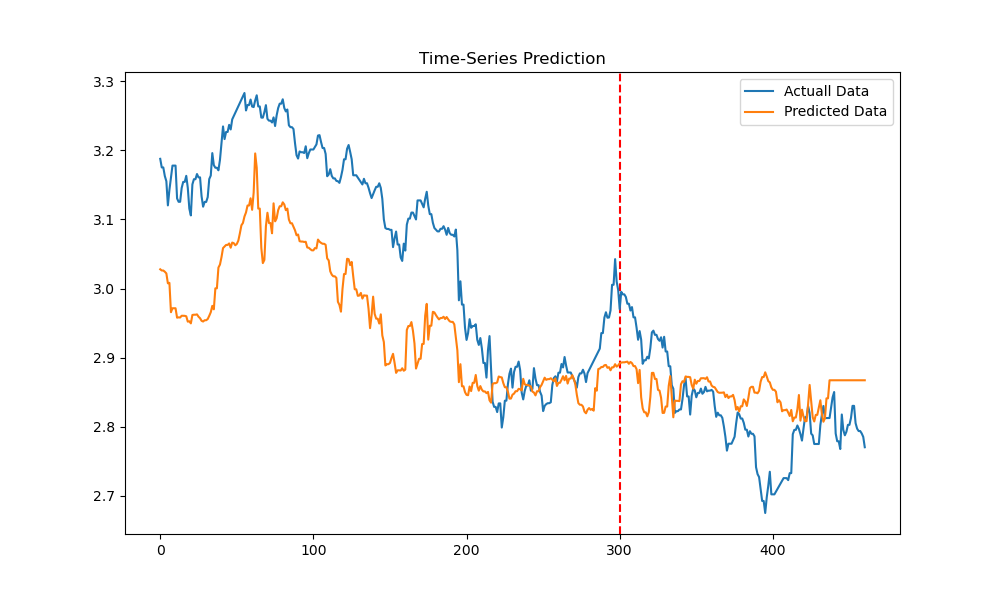 Time-Series Prediction
Actuall Data
Predicted Data
3.3
3.2
3.1
3.0
2.9
2.8
2.7
0 100 200 300 400